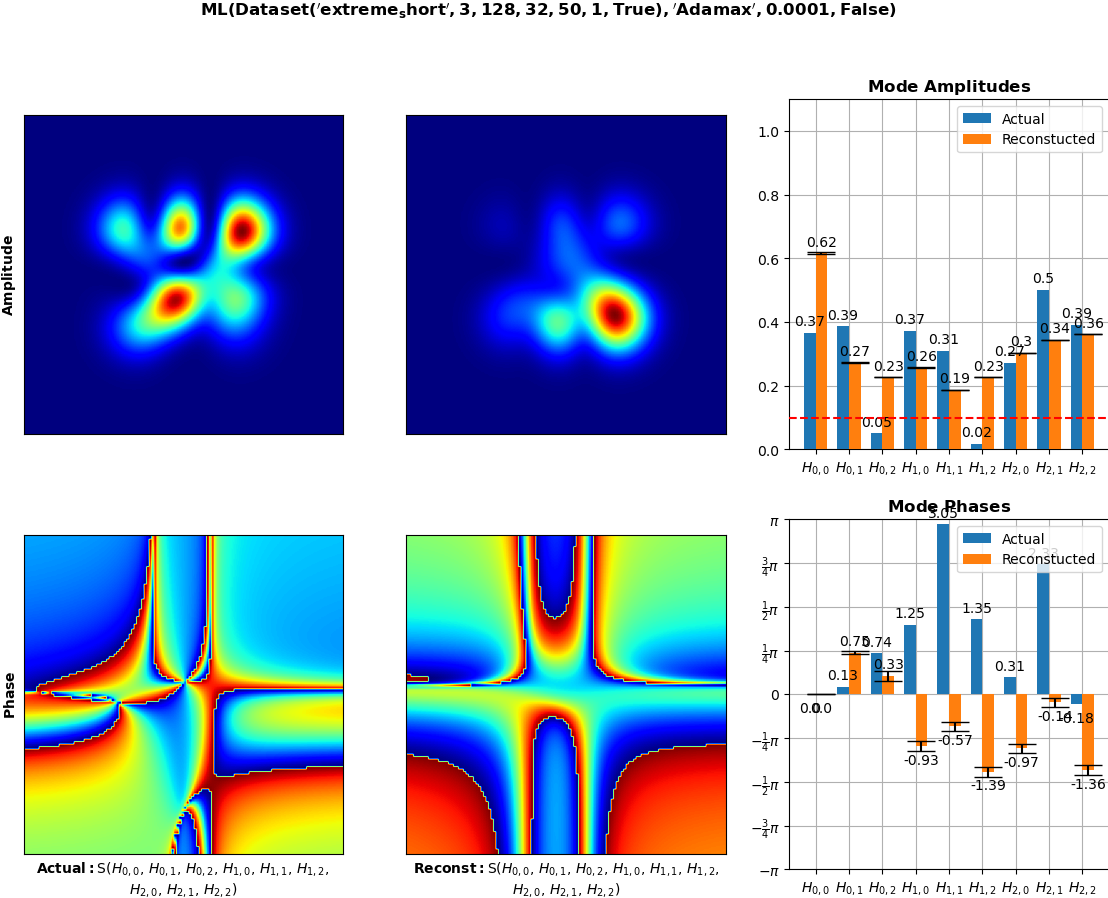 ML(Dataset('extreme_short', 3, 128, 32, 50, 1, True), 'Adamax', 0.0001, False)
Amplitude
Mode Amplitudes
Actual
Reconstucted
1.0
0.8
0.6
0.4
0.2
0.0
0.37 0.62
0.39 0.27
0.05 0.23
0.37 0.26
0.31 0.19
0.02 0.23
0.27 0.3
0.5 0.34
0.39 0.36
H0,0 H0,1 H0,2 H1,0 H1,1 H1,2 H2,0 H2,1 H2,2
Phase
Mode Phases
Actual
Reconstucted
π
3/4π
1/2π
1/4π
0
−1/4π
−1/2π
−3/4π
−π
0.0 0.0
0.13 0.75
0.74 0.33
1.25 -0.93
3.05 -0.57
1.35 -1.39
0.31 -0.97
2.33 -0.14
-0.18 -1.36
H0,0 H0,1 H0,2 H1,0 H1,1 H1,2 H2,0 H2,1 H2,2
Actual: S(H0,0, H0,1, H0,2, H1,0, H1,1, H1,2,
H2,0, H2,1, H2,2)
Reconst: S(H0,0, H0,1, H0,2, H1,0, H1,1, H1,2,
H2,0, H2,1, H2,2)